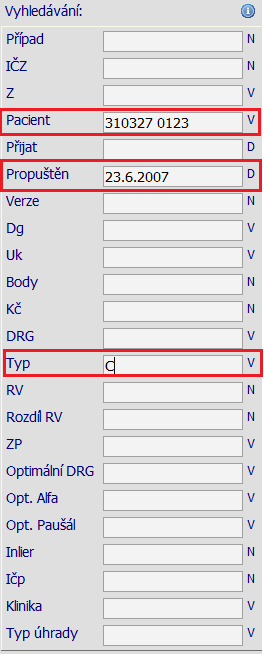 Vyhledávání:
Případ N
IČZ N
Z V
Pacient 310327 0123 V
Přijat D
Propuštěn 23.6.2007 D
Verze N
Dg V
Uk V
Body N
Kč N
DRG V
Typ C V
RV N
Rozdíl RV N
ZP V
Optimální DRG V
Opt. Alfa V
Opt. Paušál V
Inlier N
Ičp N
Klinika V
Typ úhrady V